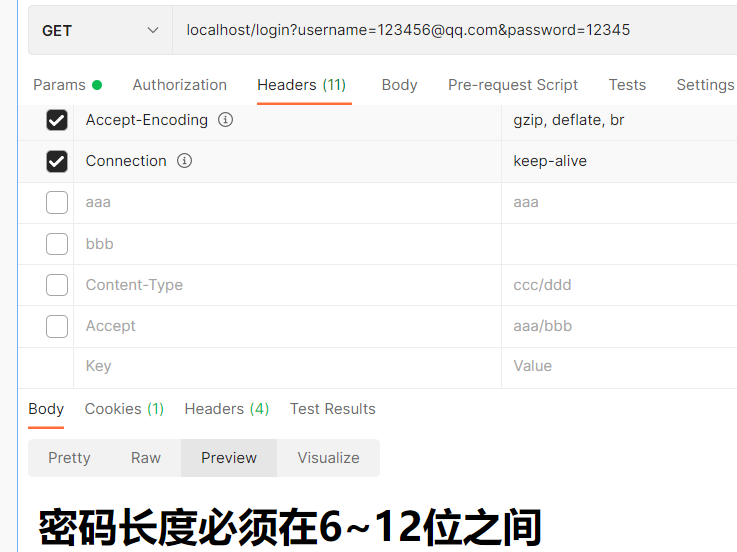 GET localhost/login?username=123456@qq.com&password=12345
Params Authorization Headers (11) Body Pre-request Script Tests Settings
Accept-Encoding gzip, deflate, br
Connection keep-alive
aaa aaa
bbb
Content-Type ccc/ddd
Accept aaa/bbb
Key Value
Body Cookies (1) Headers (4) Test Results
Pretty Raw Preview Visualize
密码长度必须在6~12位之间